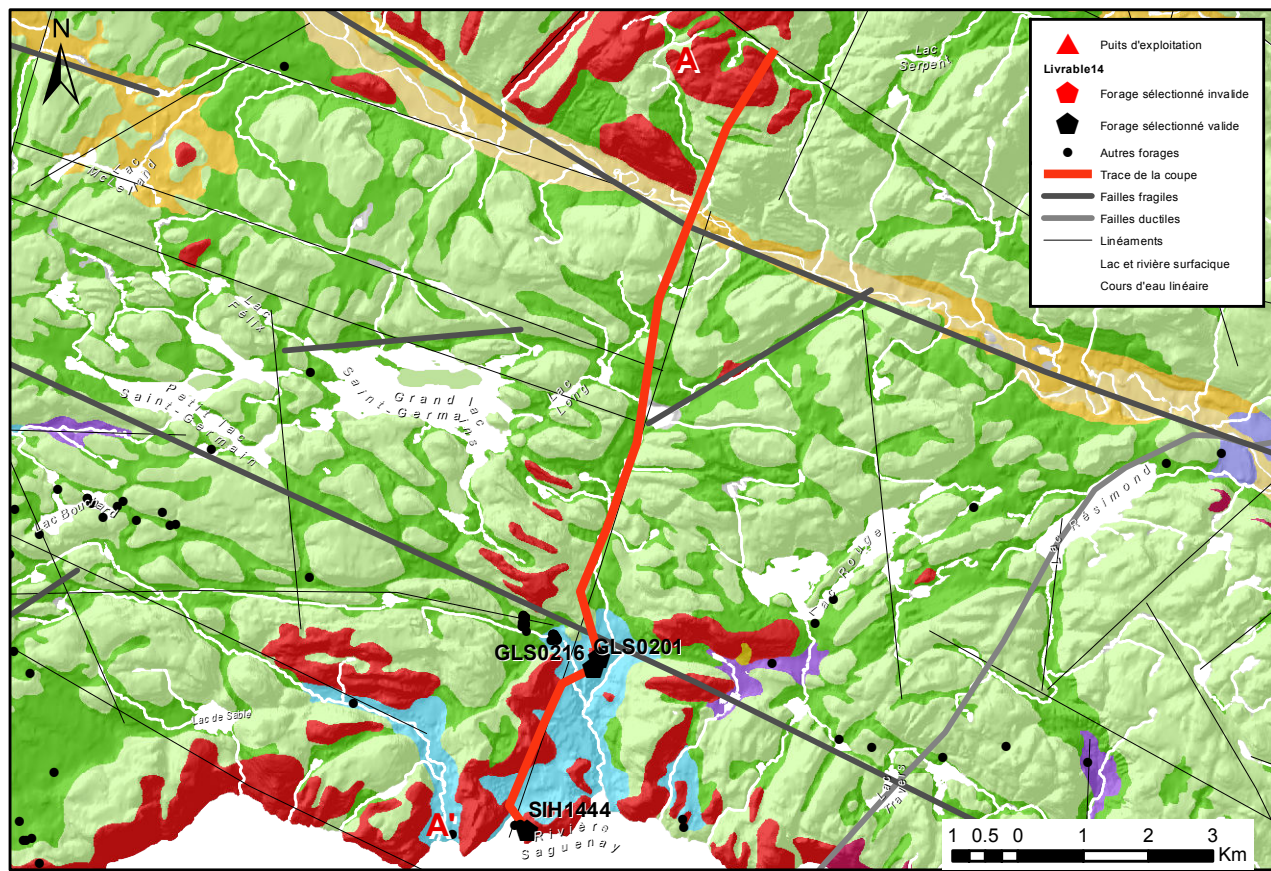 N
A
Lac
Serpent
Puits d'exploitation
Livrable14
Forage sélectionné invalide
Forage sélectionné valide
Autres forages
Trace de la coupe
Failles fragiles
Failles ductiles
Linéaments
Lac et rivière surfacique
Cours d'eau linéaire
Lac
McLelland
Lac
Félix
Petit lac
Saint-Germain
Grand lac
Saint-Germains
Lac
Long
Lac Bouchard
Lac Résimond
Lac Rouge
GLS0216
GLS0201
Lac de Sable
Lac
Travers
SIH1444
A'
Rivière
Saguenay
1 0.5 0 1 2 3
Km